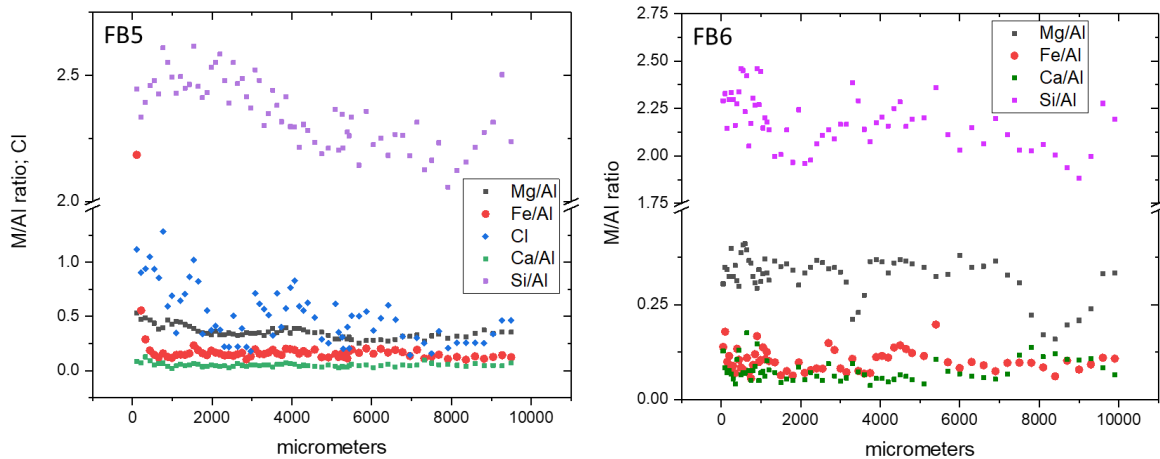 FB5
M/Al ratio; Cl
2.5
2.0
1.0
0.5
0.0
Mg/Al
Fe/Al
Cl
Ca/Al
Si/Al
0 2000 4000 6000 8000 10000
micrometers
FB6
M/Al ratio
2.75
2.50
2.25
2.00
1.75
0.25
0.00
Mg/Al
Fe/Al
Ca/Al
Si/Al
0 2000 4000 6000 8000 10000
micrometers